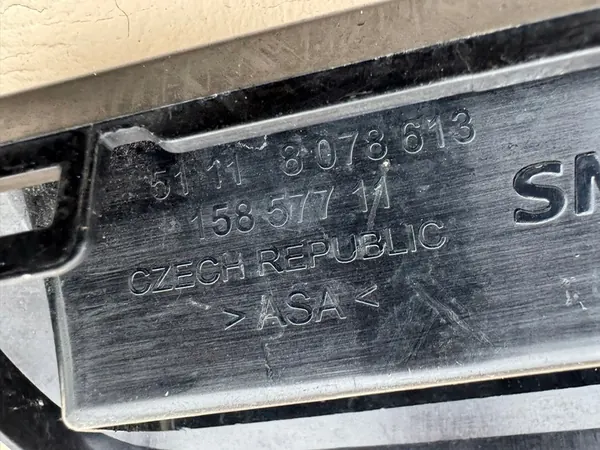 51 11 8 078 613
158 577 11
CZECH REPUBLIC
> ASA <